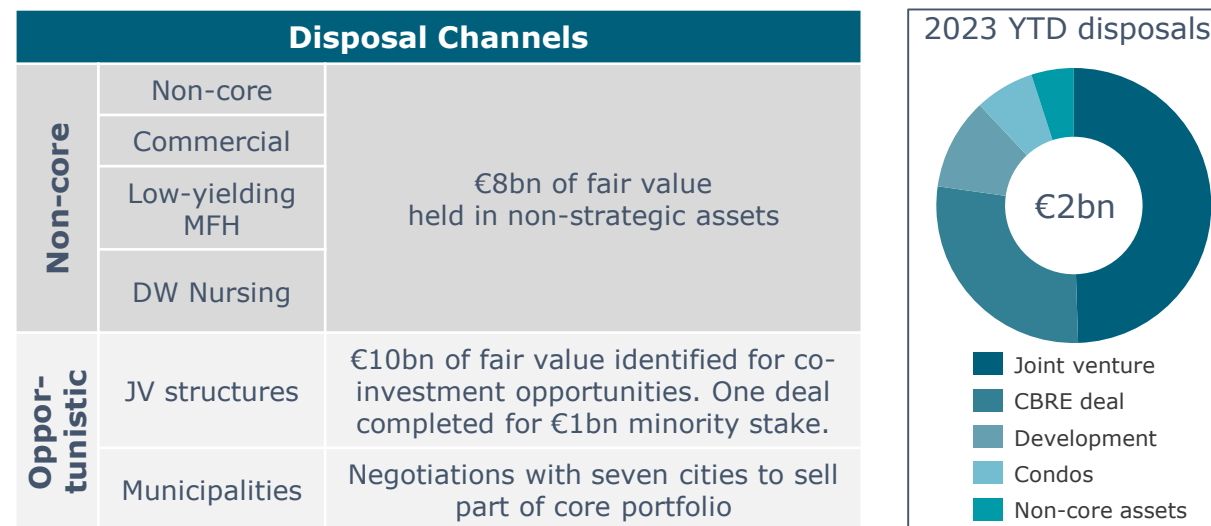 Disposal Channels
Non-core
Non-core
Commercial
Low-yielding
MFH
DW Nursing
€8bn of fair value
held in non-strategic assets
Oppor-
tunistic
JV structures
€10bn of fair value identified for co-
investment opportunities. One deal
completed for €1bn minority stake.
Municipalities
Negotiations with seven cities to sell
part of core portfolio
2023 YTD disposals
€2bn
Joint venture
CBRE deal
Development
Condos
Non-core assets